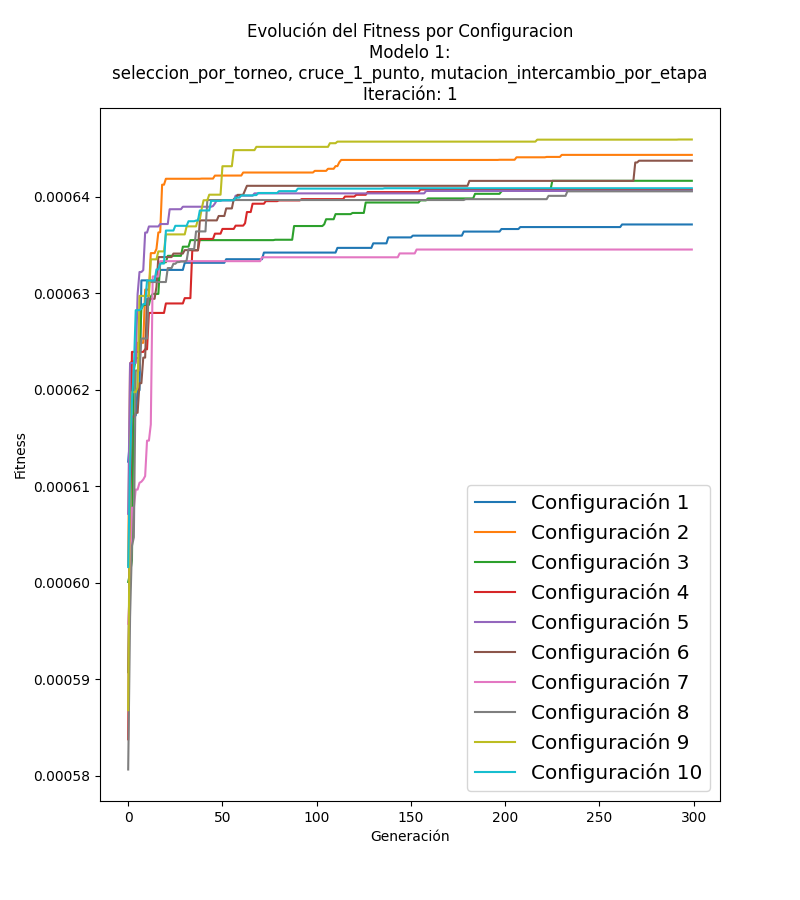 Evolución del Fitness por Configuracion
Modelo 1:
seleccion_por_torneo, cruce_1_punto, mutacion_intercambio_por_etapa
Iteración: 1
Fitness
0.00064
0.00063
0.00062
0.00061
0.00060
0.00059
0.00058
Configuración 1
Configuración 2
Configuración 3
Configuración 4
Configuración 5
Configuración 6
Configuración 7
Configuración 8
Configuración 9
Configuración 10
0 50 100 150 200 250 300
Generación